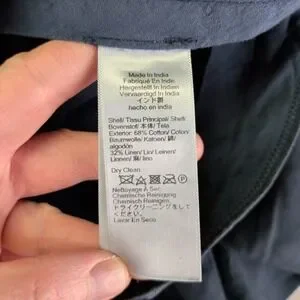 Made In India
Fabriqué En Inde
Hergestellt In Indien
Vervaardigd In India
インド製
hecho en india
Shell/ Tissu Principal/ Shell/
Bovenstof/ 本体/ Tela
Exterior: 68% Cotton/ Coton/
Baumwolle/ Katoen/ 綿/
algodón
32% Linen/ Lin/ Leinen/
Linnen/ 麻/ lino
Dry Clean
Nettoyage À Sec
Chemische Reinigung
Chemisch Reinigen.
ドライクリーニングして
ください。
Lavar En Seco